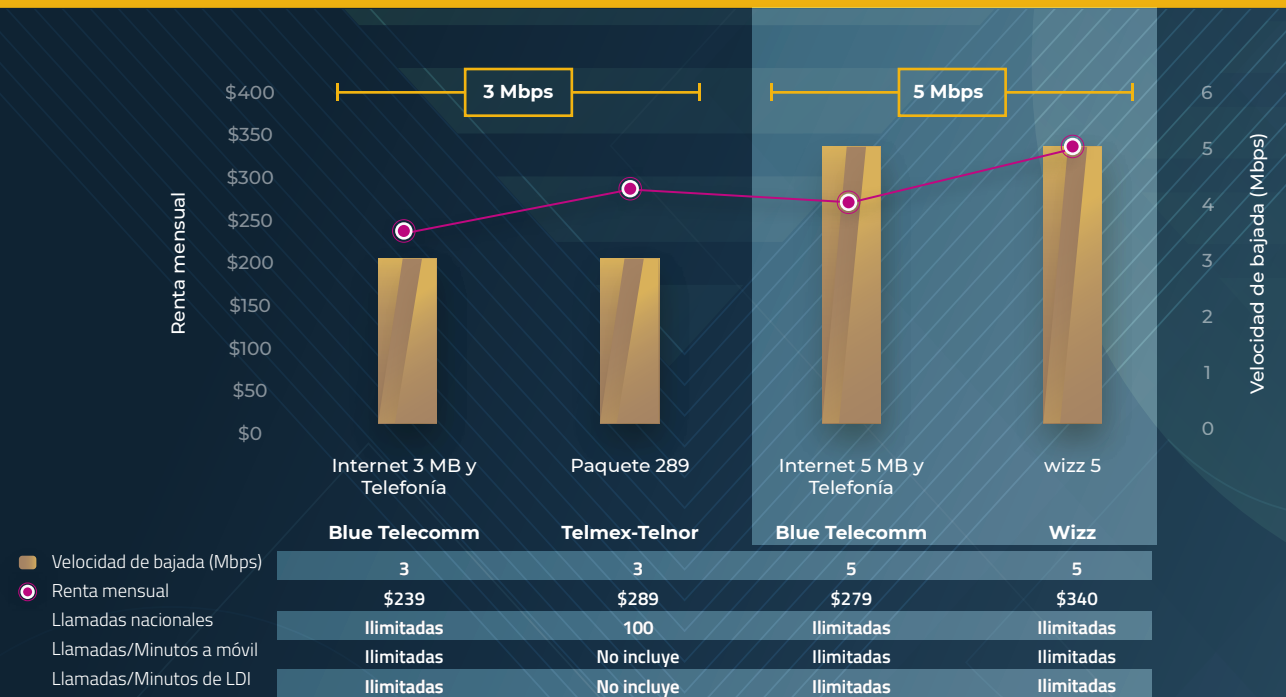 3 Mbps
5 Mbps
$400
$350
$300
$250
$200
$150
$100
$50
$0
Renta mensual
6
5
4
3
2
1
0
Velocidad de bajada (Mbps)
Internet 3 MB y
Telefonía
Paquete 289
Internet 5 MB y
Telefonía
wizz 5
Blue Telecomm
Telmex-Telnor
Blue Telecomm
Wizz
Velocidad de bajada (Mbps) 3 3 5 5
Renta mensual $239 $289 $279 $340
Llamadas nacionales Ilimitadas 100 Ilimitadas Ilimitadas
Llamadas/Minutos a móvil Ilimitadas No incluye Ilimitadas Ilimitadas
Llamadas/Minutos de LDI Ilimitadas No incluye Ilimitadas Ilimitadas